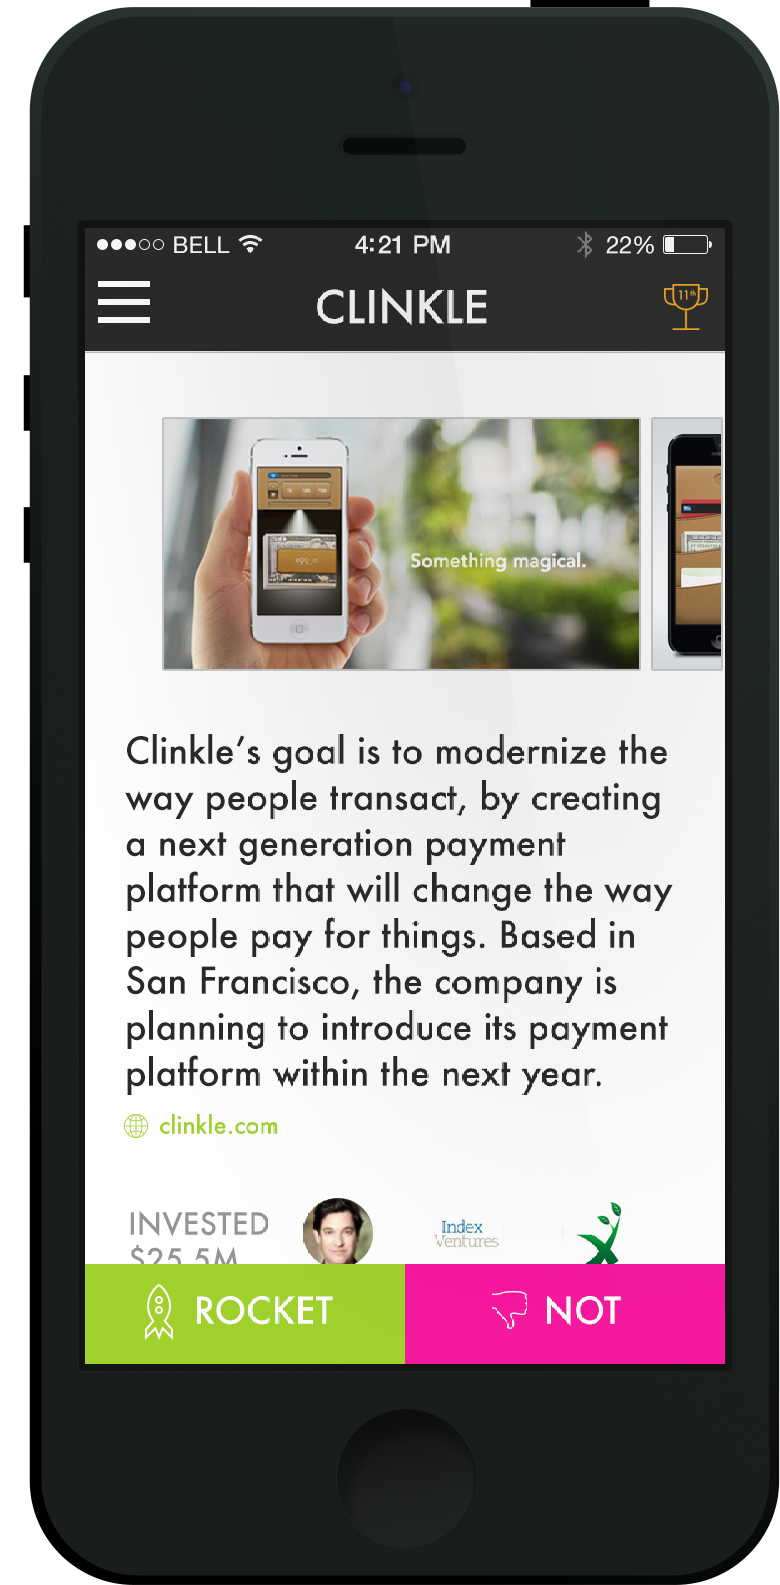 BELL
4:21 PM
22%
CLINKLE
11th
Something magical.
Clinkle's goal is to modernize the
way people transact, by creating
a next generation payment
platform that will change the way
people pay for things. Based in
San Francisco, the company is
planning to introduce its payment
platform within the next year.
clinkle.com
INVESTED
$25.5M
Index
Ventures
ROCKET
NOT